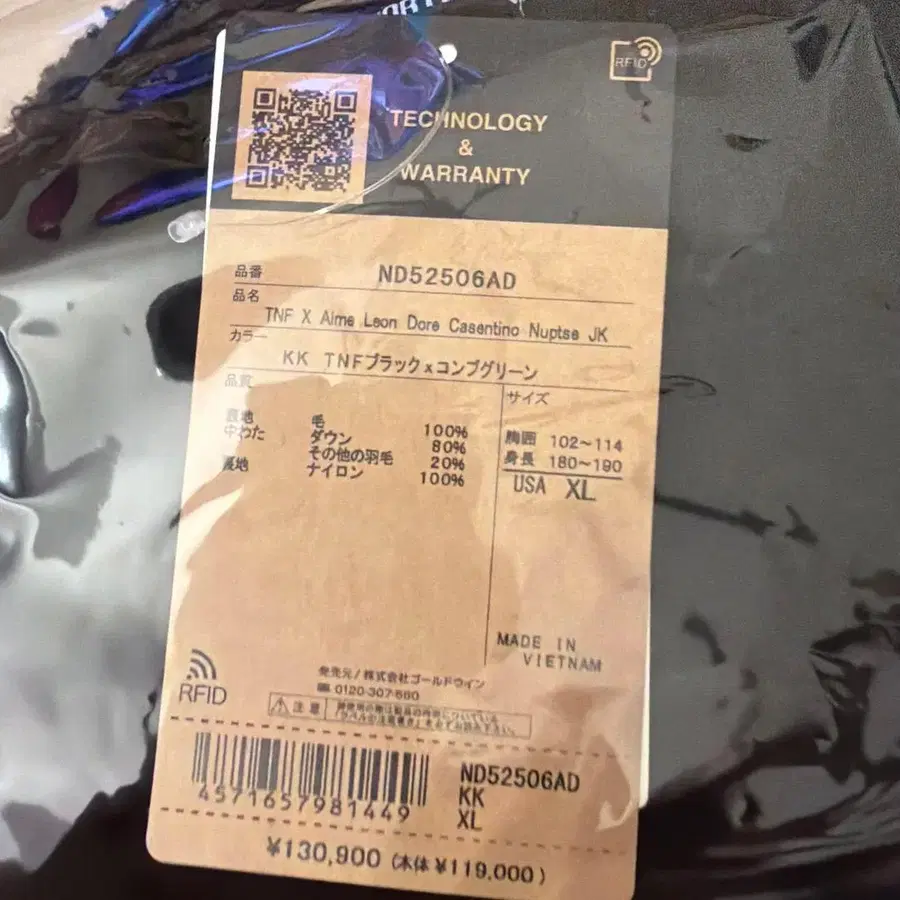 RFID
TECHNOLOGY
&
WARRANTY
品番 ND52506AD
品名
TNF X Aime Leon Dore Casentino Nuptse JK
カラー
KK TNFブラックxコンブグリーン
品質
サイズ
表地 毛 100%
中わた ダウン 80%
その他の羽毛 20%
裏地 ナイロン 100%
胸囲 102～114
身長 180～190
USA XL
MADE IN
VIETNAM
RFID
発売元/株式会社ゴールドウイン
0120-307-560
注意
4571657981449
ND52506AD
KK
XL
¥130,900 (本体¥119,000)